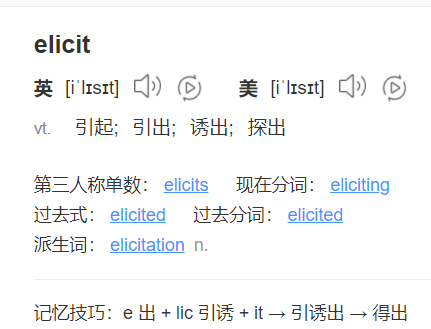 elicit
英 [iˈlɪsɪt] 美 [iˈlɪsɪt]
vt. 引起; 引出; 诱出; 探出
第三人称单数： elicits 现在分词： eliciting
过去式： elicited 过去分词： elicited
派生词： elicitation n.
记忆技巧：e 出 + lic 引诱 + it → 引诱出 → 得出